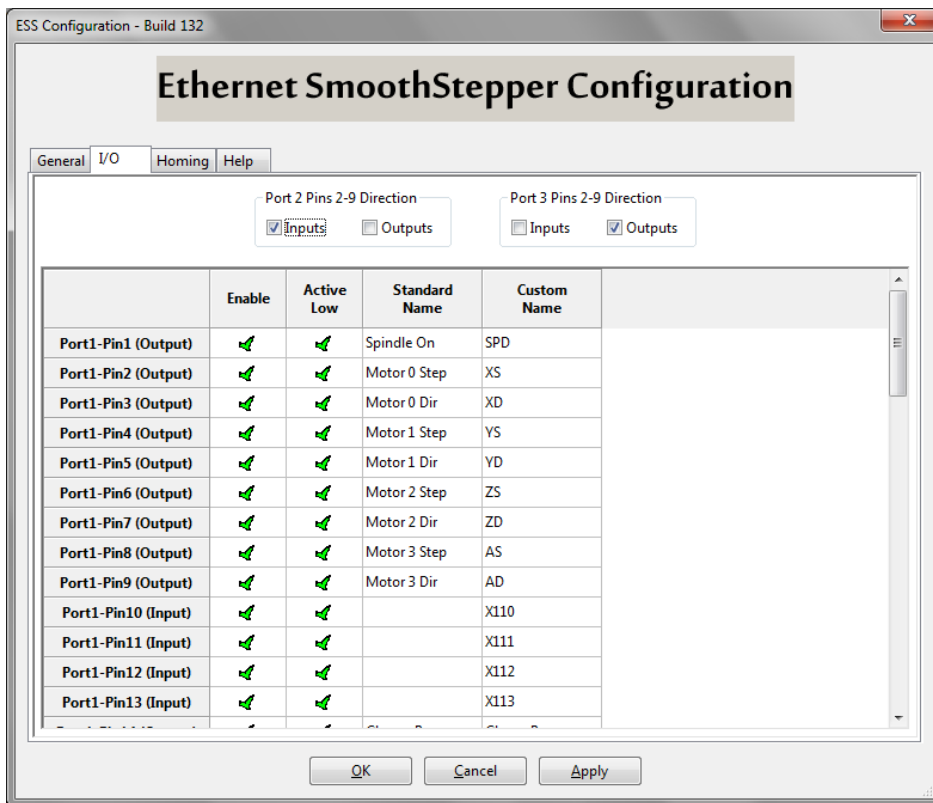 ESS Configuration - Build 132
Ethernet SmoothStepper Configuration
General I/O Homing Help
Port 2 Pins 2-9 Direction Port 3 Pins 2-9 Direction
Inputs Outputs Inputs Outputs
Enable Active Low Standard Name Custom Name
Port1-Pin1 (Output) Spindle On SPD
Port1-Pin2 (Output) Motor 0 Step XS
Port1-Pin3 (Output) Motor 0 Dir XD
Port1-Pin4 (Output) Motor 1 Step YS
Port1-Pin5 (Output) Motor 1 Dir YD
Port1-Pin6 (Output) Motor 2 Step ZS
Port1-Pin7 (Output) Motor 2 Dir ZD
Port1-Pin8 (Output) Motor 3 Step AS
Port1-Pin9 (Output) Motor 3 Dir AD
Port1-Pin10 (Input) X110
Port1-Pin11 (Input) X111
Port1-Pin12 (Input) X112
Port1-Pin13 (Input) X113
OK Cancel Apply